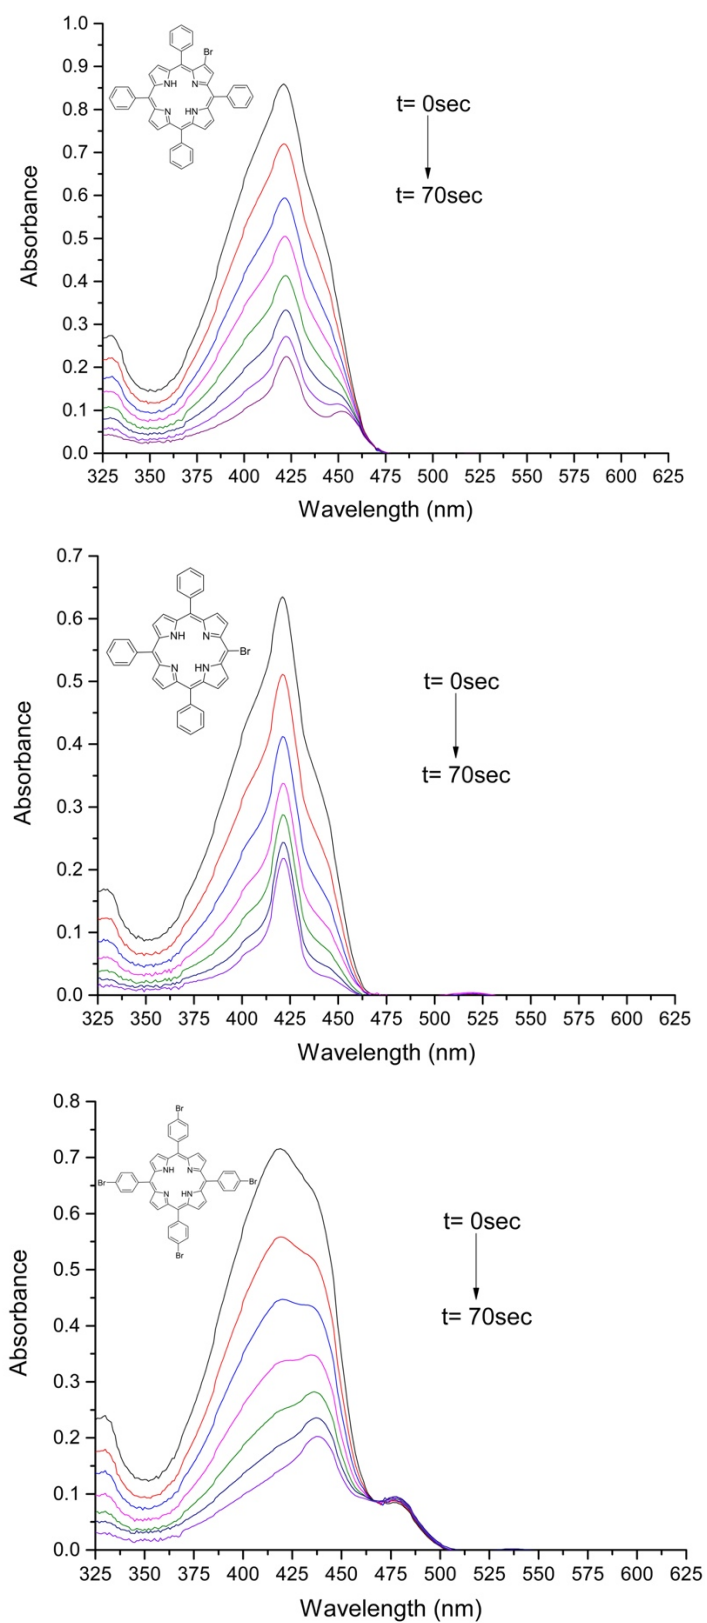 1.0
0.9
0.8
0.7
0.6
0.5
0.4
0.3
0.2
0.1
0.0
Absorbance
Br
NH
N
N
HN
t= 0sec
t= 70sec
325 350 375 400 425 450 475 500 525 550 575 600 625
Wavelength (nm)
0.7
0.6
0.5
0.4
0.3
0.2
0.1
0.0
Absorbance
NH
N
N
HN
Br
t= 0sec
t= 70sec
325 350 375 400 425 450 475 500 525 550 575 600 625
Wavelength (nm)
0.8
0.7
0.6
0.5
0.4
0.3
0.2
0.1
0.0
Absorbance
Br
NH
N
Br
Br
N
HN
Br
t= 0sec
t= 70sec
325 350 375 400 425 450 475 500 525 550 575 600 625
Wavelength (nm)